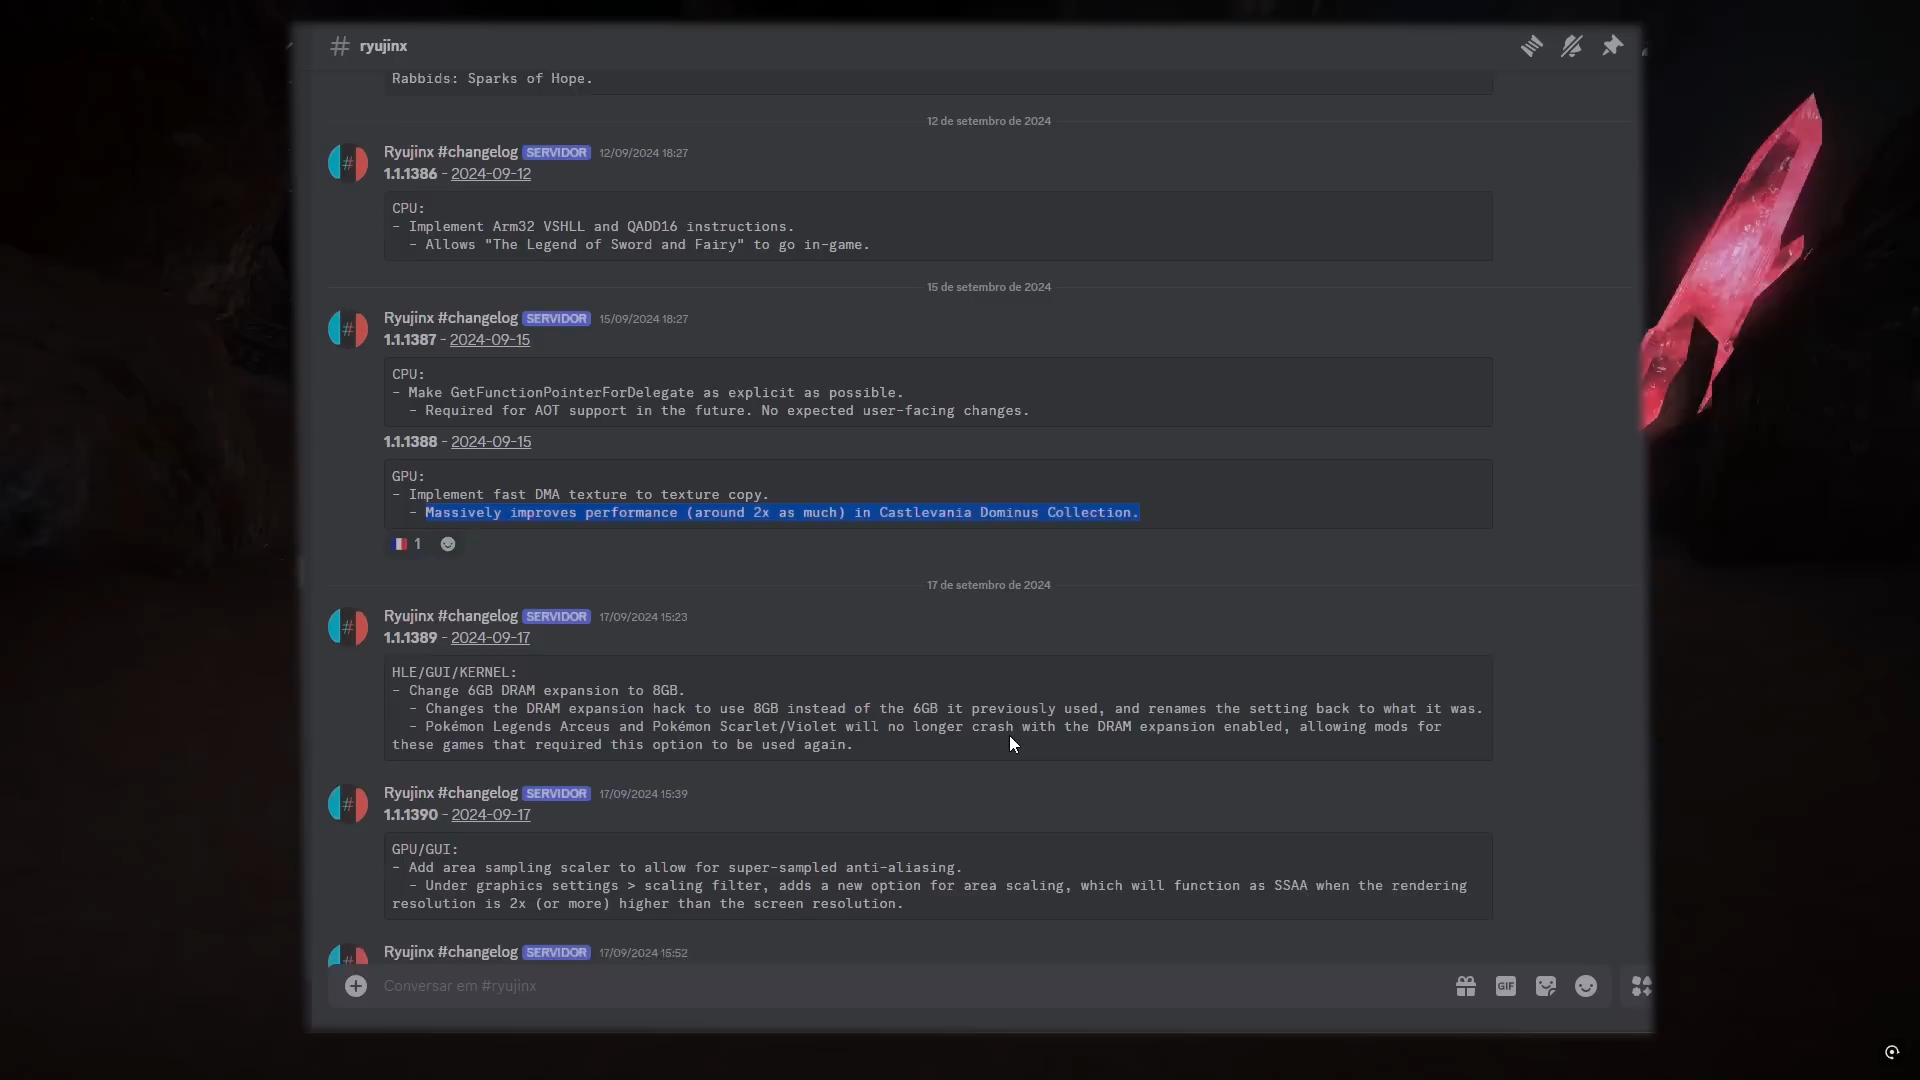 # ryujinx
Rabbids: Sparks of Hope.
12 de setembro de 2024
Ryujinx #changelog SERVIDOR 12/09/2024 18:27
1.1.1386 - 2024-09-12
CPU:
- Implement Arm32 VSHLL and QADD16 instructions.
- Allows "The Legend of Sword and Fairy" to go in-game.
15 de setembro de 2024
Ryujinx #changelog SERVIDOR 15/09/2024 18:27
1.1.1387 - 2024-09-15
CPU:
- Make GetFunctionPointerForDelegate as explicit as possible.
- Required for AOT support in the future. No expected user-facing changes.
1.1.1388 - 2024-09-15
GPU:
- Implement fast DMA texture to texture copy.
- Massively improves performance (around 2x as much) in Castlevania Dominus Collection.
1
17 de setembro de 2024
Ryujinx #changelog SERVIDOR 17/09/2024 15:23
1.1.1389 - 2024-09-17
HLE/GUI/KERNEL:
- Change 6GB DRAM expansion to 8GB.
- Changes the DRAM expansion hack to use 8GB instead of the 6GB it previously used, and renames the setting back to what it was.
- Pokémon Legends Arceus and Pokémon Scarlet/Violet will no longer crash with the DRAM expansion enabled, allowing mods for
these games that required this option to be used again.
Ryujinx #changelog SERVIDOR 17/09/2024 15:39
1.1.1390 - 2024-09-17
GPU/GUI:
- Add area sampling scaler to allow for super-sampled anti-aliasing.
- Under graphics settings > scaling filter, adds a new option for area scaling, which will function as SSAA when the rendering
resolution is 2x (or more) higher than the screen resolution.
Ryujinx #changelog SERVIDOR 17/09/2024 15:52
Conversar em #ryujinx
GIF